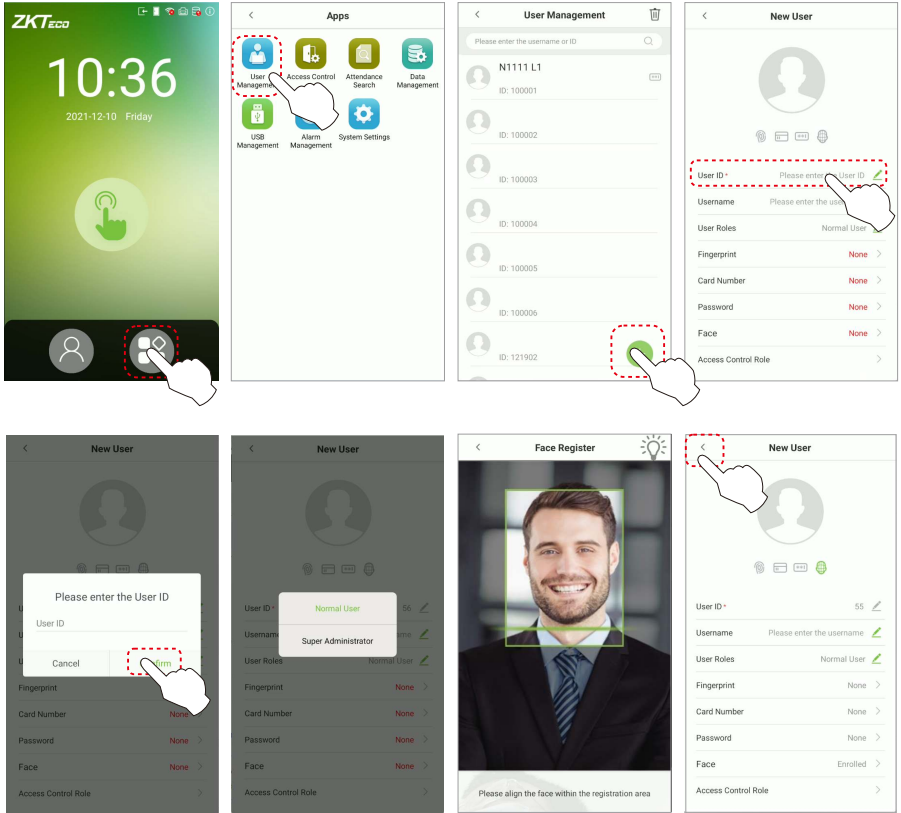 ZKTeco
10:36
2021-12-10 Friday
< Apps
User
Access Control
Attendance
Search
Data
Management
USB
Management
Alarm
Management
System Settings
< User Management
Please enter the username or ID
N1111 L1
ID: 100001
ID: 100002
ID: 100003
ID: 100004
ID: 100005
ID: 100006
ID: 121902
< New User
User ID * Please enter the User ID
Username Please enter the
User Roles Normal User
Fingerprint None >
Card Number None >
Password None >
Face None >
Access Control Role >
< New User
Please enter the User ID
User ID
Cancel
Fingerprint
Card Number None >
Password None >
Face None >
Access Control Role >
< New User
User ID * 56
Normal User
Super Administrator
User Roles Normal User
Fingerprint None >
Card Number None >
Password None >
Face None >
Access Control Role >
< Face Register
Please align the face within the registration area
< New User
User ID * 55
Username Please enter the username
User Roles Normal User
Fingerprint None >
Card Number None >
Password None >
Face Enrolled >
Access Control Role >